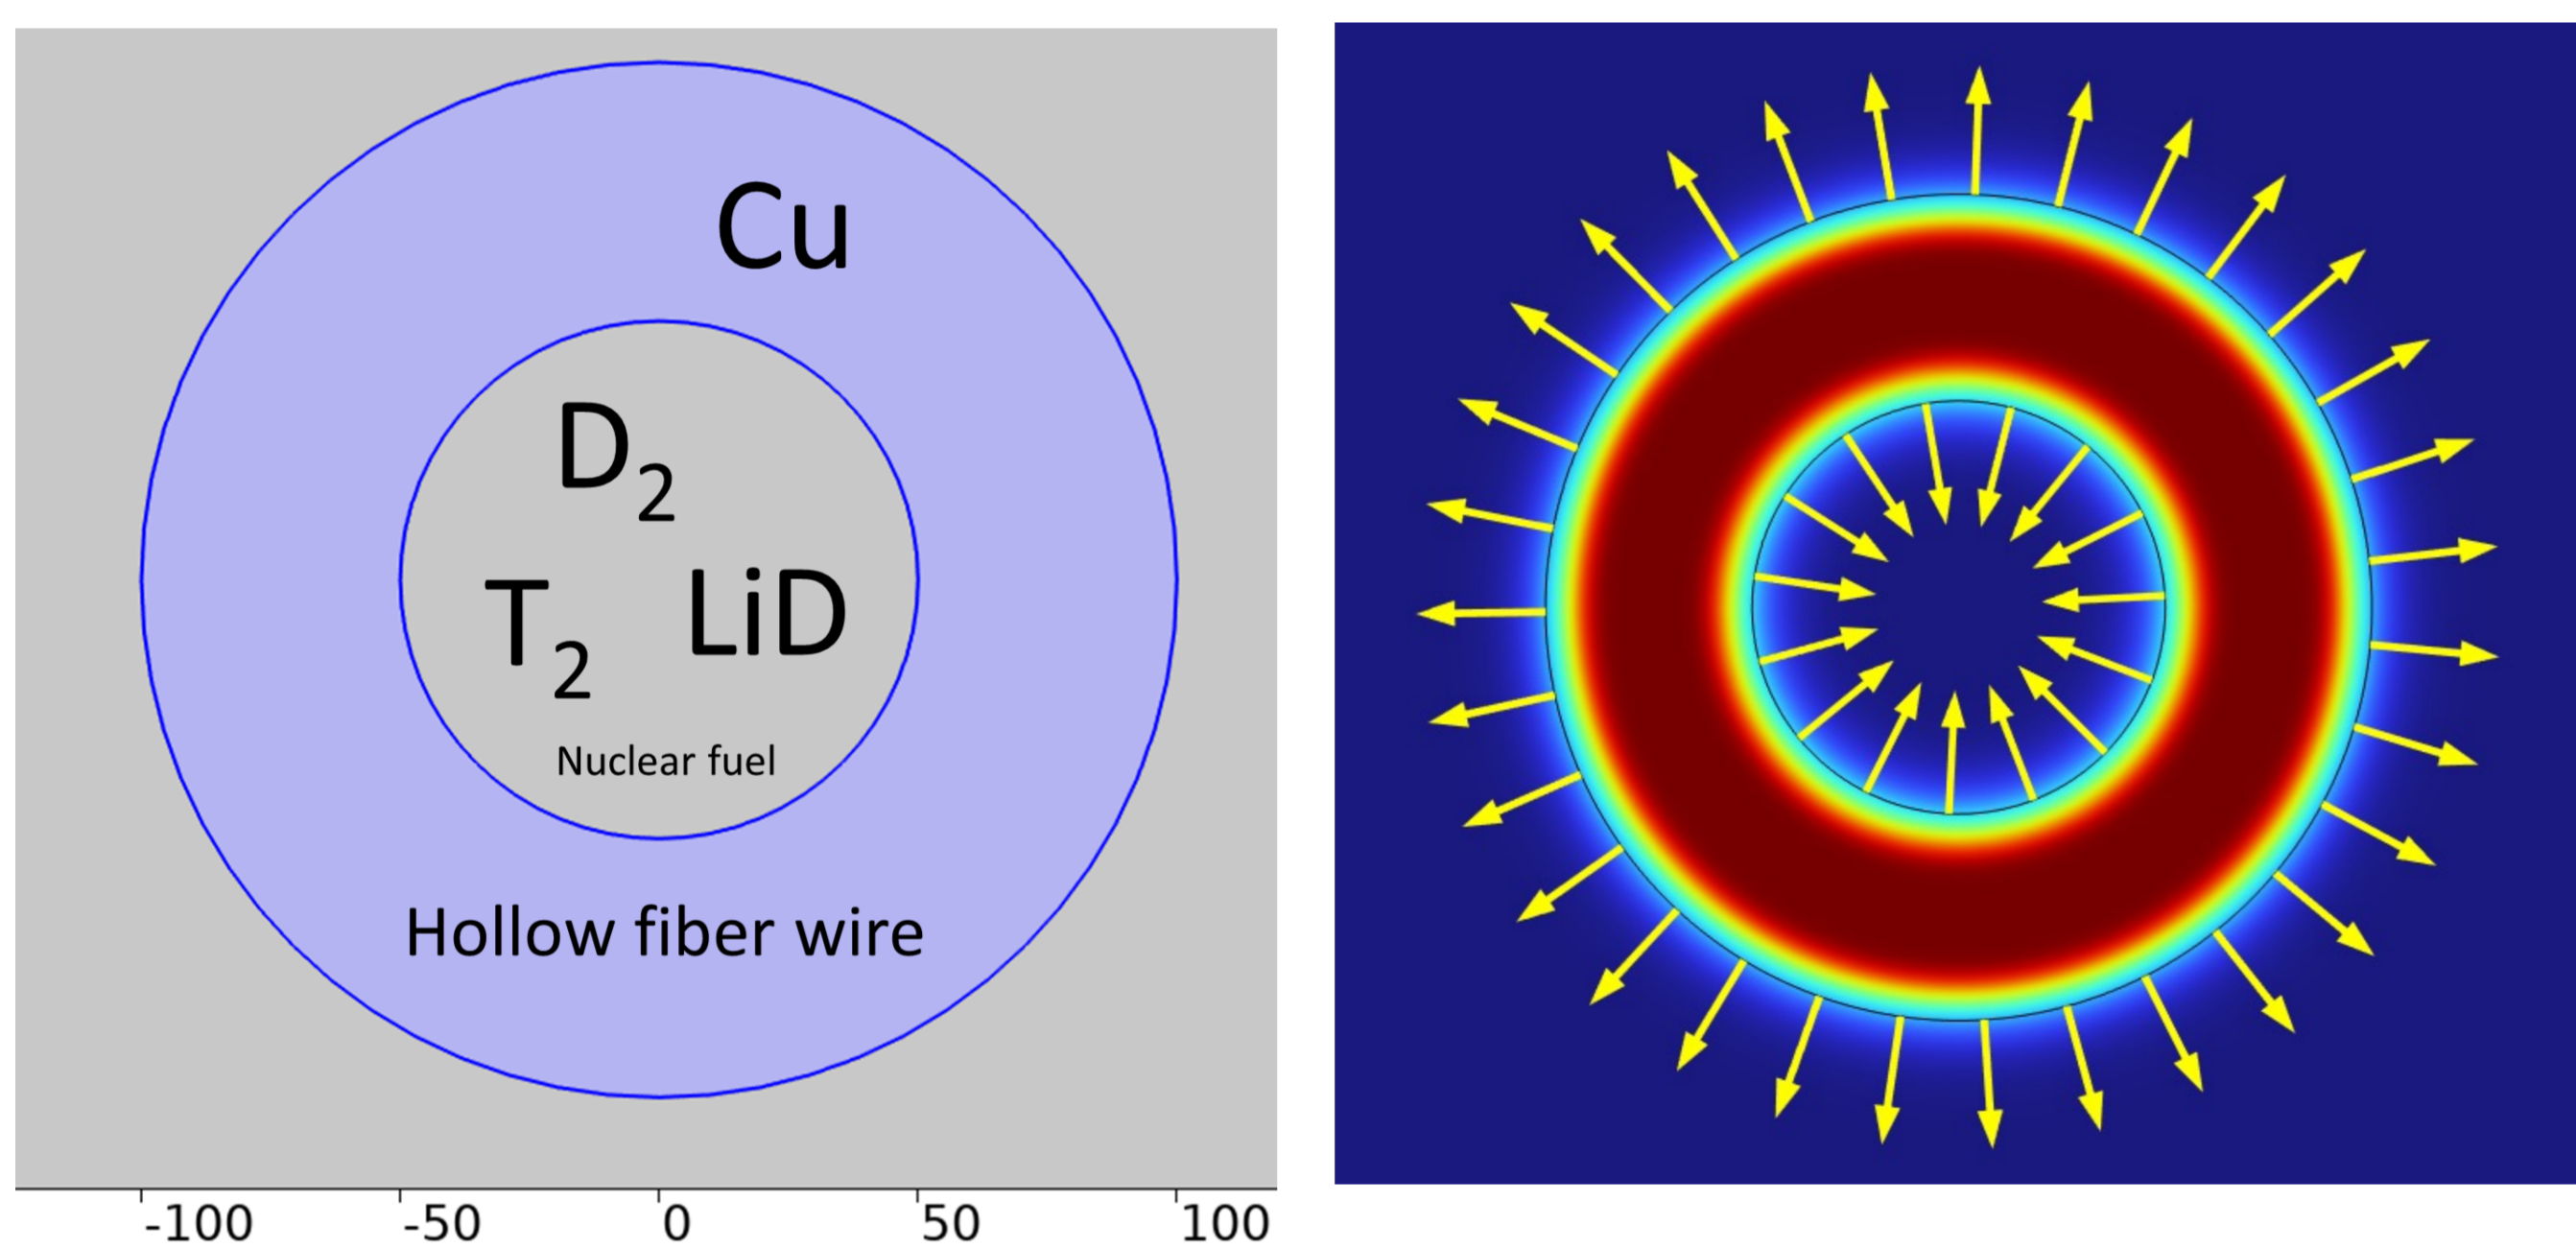 Cu
D₂
T₂ LiD
Nuclear fuel
Hollow fiber wire
-100 -50 0 50 100